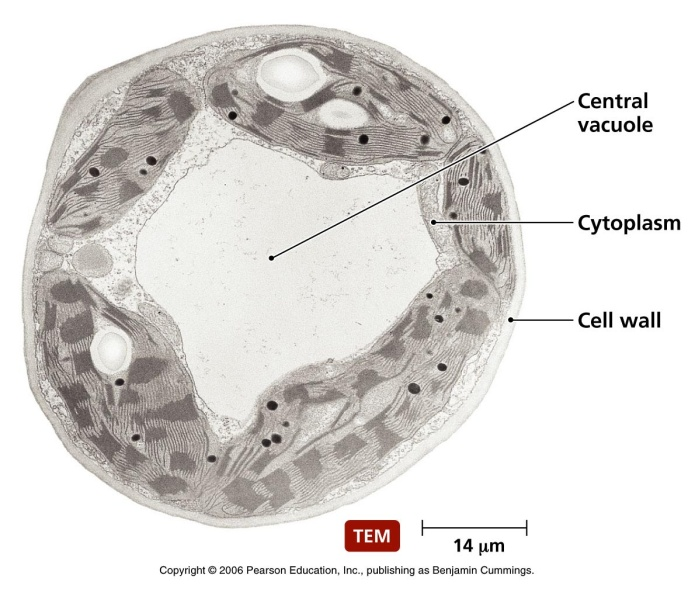 Central
vacuole
Cytoplasm
Cell wall
TEM
14 μm
Copyright © 2006 Pearson Education, Inc., publishing as Benjamin Cummings.